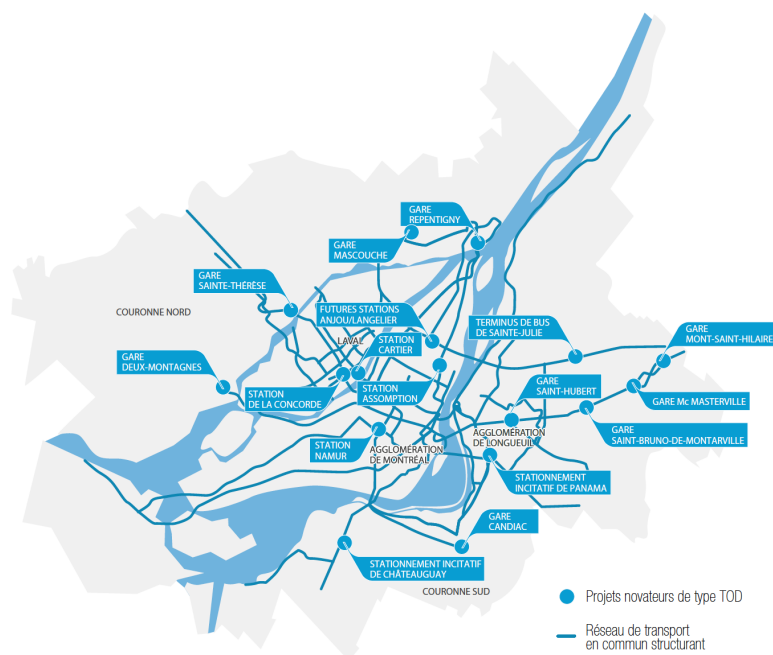 GARE
REPENTIGNY
GARE
MASCOUCHE
GARE
SAINTE-THÉRÈSE
COURONNE NORD
FUTURES STATIONS
ANJOU/LANGELIER
TERMINUS DE BUS
DE SAINTE-JULIE
GARE
MONT-SAINT-HILAIRE
LAVAL
STATION
CARTIER
GARE
DEUX-MONTAGNES
STATION
DE LA CONCORDE
STATION
ASSOMPTION
GARE
SAINT-HUBERT
GARE Mc MASTERVILLE
GARE
SAINT-BRUNO-DE-MONTARVILLE
STATION
NAMUR
AGGLOMÉRATION
DE MONTRÉAL
AGGLOMÉRATION
DE LONGUEUIL
STATIONNEMENT
INCITATIF DE PANAMA
GARE
CANDIAC
STATIONNEMENT INCITATIF
DE CHÂTEAUGUAY
COURONNE SUD
Projets novateurs de type TOD
Réseau de transport
en commun structurant